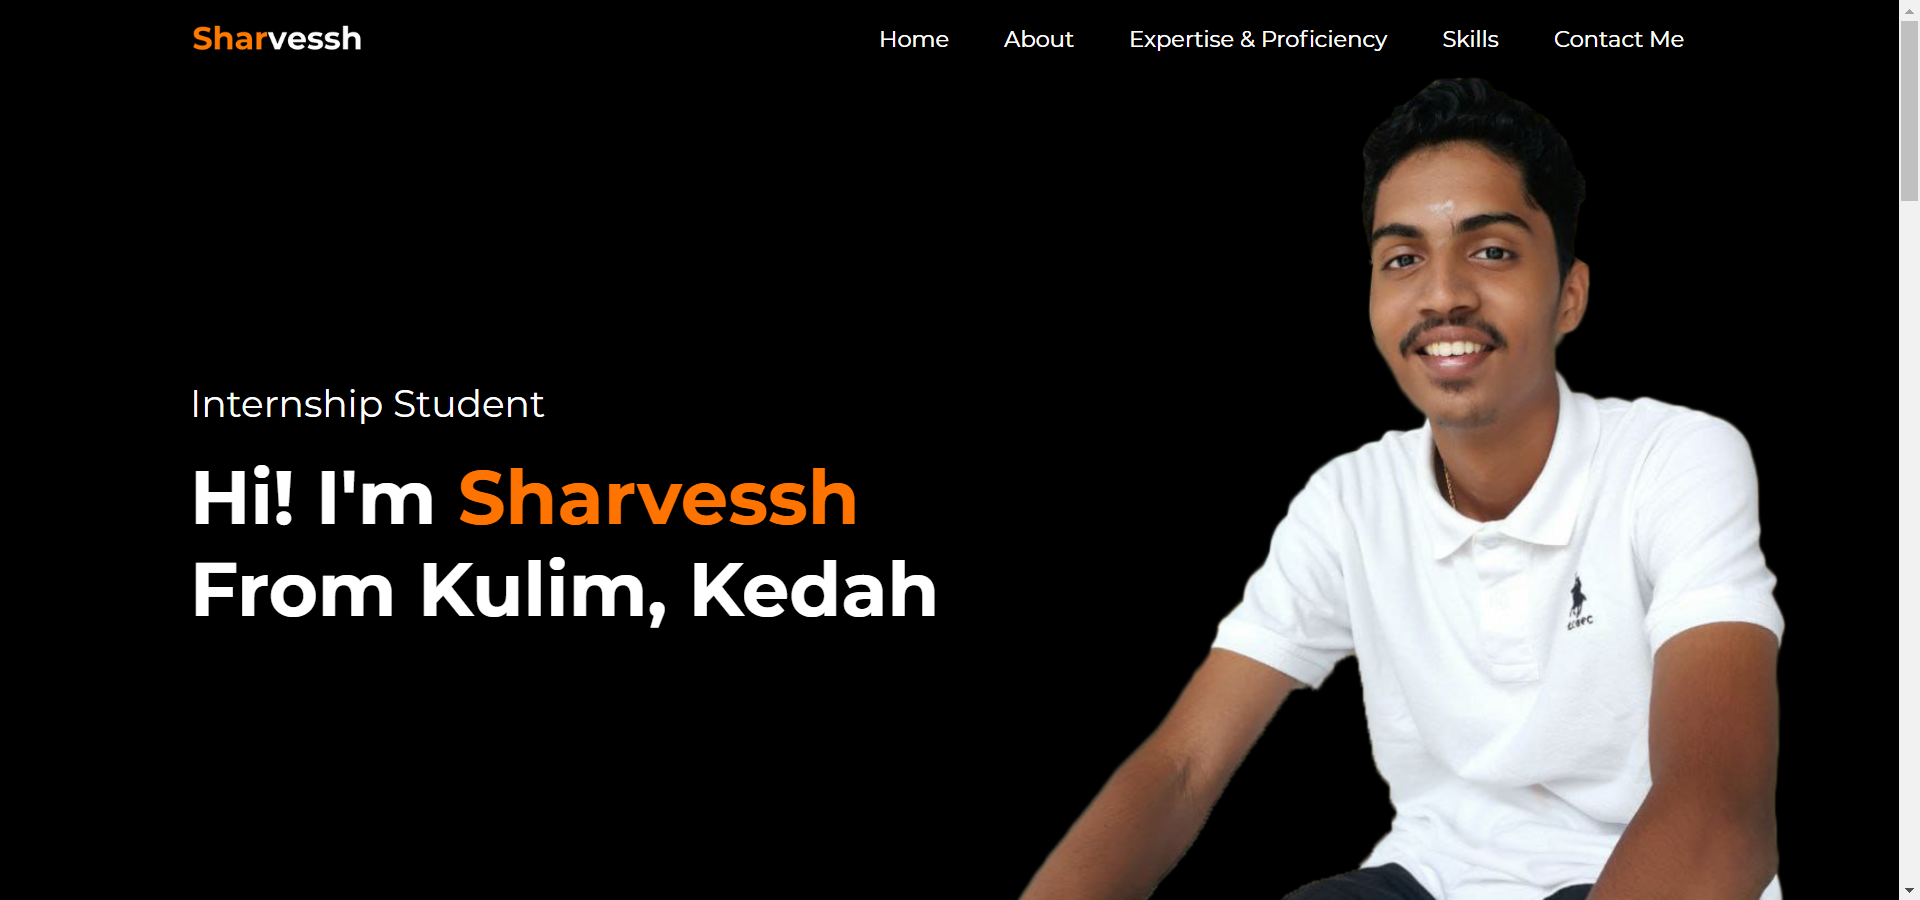 Sharvessh
Home About Expertise & Proficiency Skills Contact Me
Internship Student
Hi! I'm Sharvessh
From Kulim, Kedah